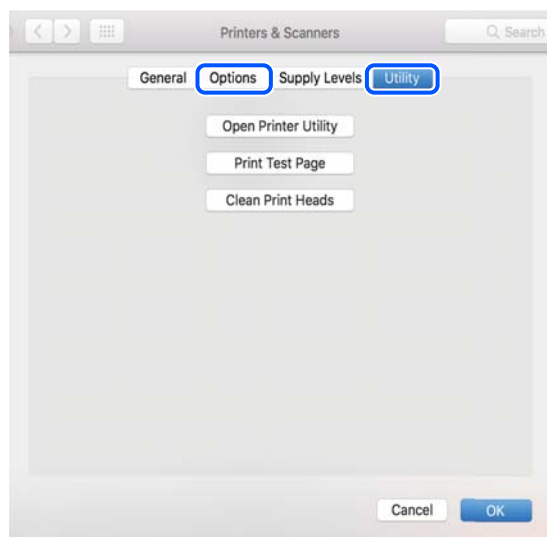 Printers & Scanners Search
General Options Supply Levels Utility
Open Printer Utility
Print Test Page
Clean Print Heads
Cancel OK